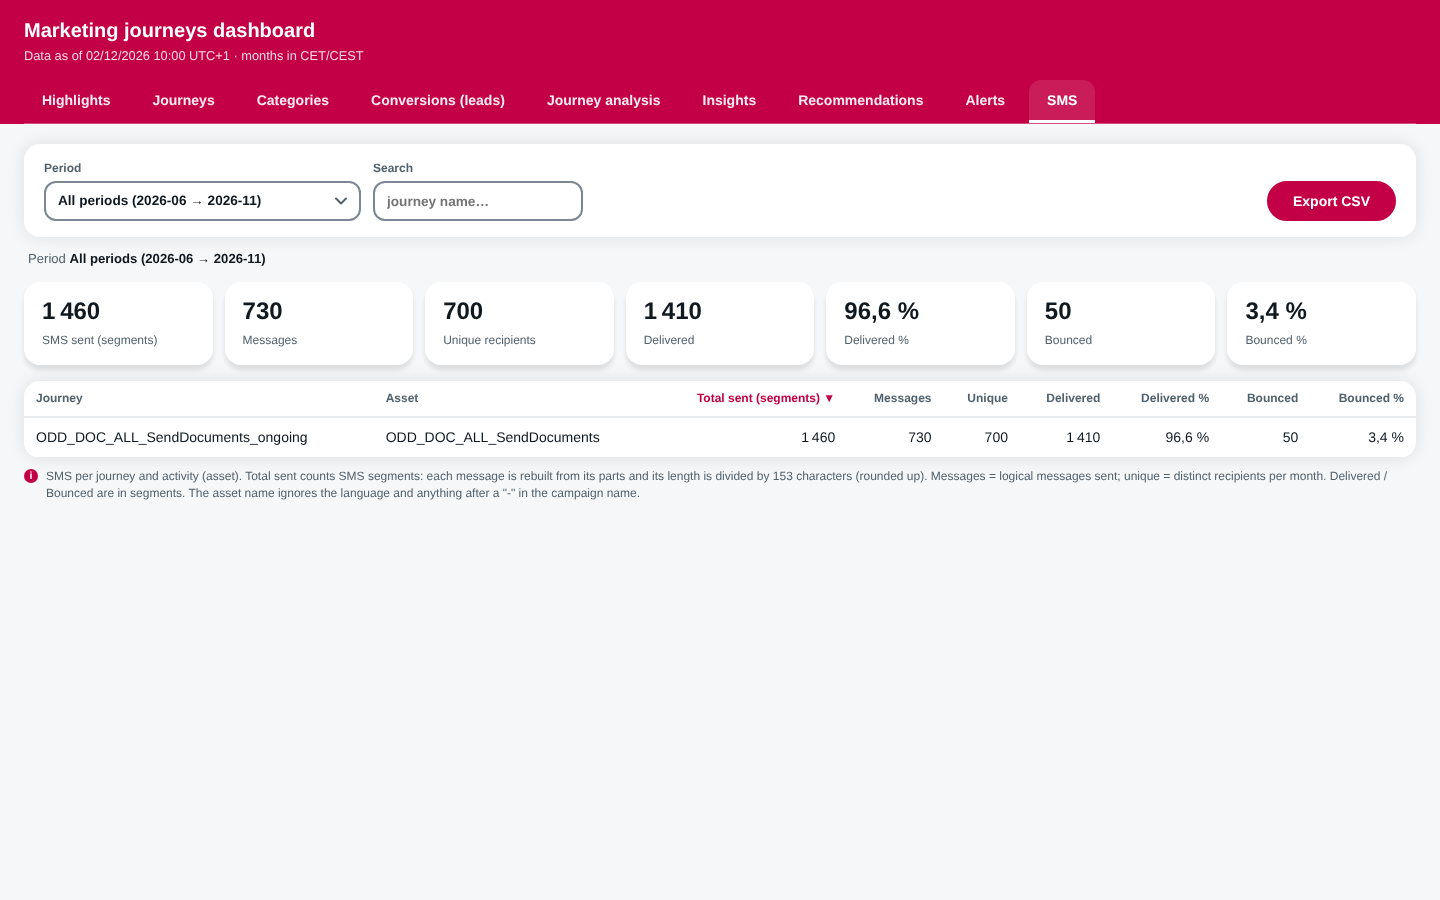 Marketing journeys dashboard
Data as of 02/12/2026 10:00 UTC+1 · months in CET/CEST
Highlights Journeys Categories Conversions (leads) Journey analysis Insights Recommendations Alerts SMS
Period Search
All periods (2026-06 → 2026-11) journey name… Export CSV
Period All periods (2026-06 → 2026-11)
1 460 730 700 1 410 96,6 % 50 3,4 %
SMS sent (segments) Messages Unique recipients Delivered Delivered % Bounced Bounced %
Journey Asset Total sent (segments) ▼ Messages Unique Delivered Delivered % Bounced Bounced %
ODD_DOC_ALL_SendDocuments_ongoing ODD_DOC_ALL_SendDocuments 1 460 730 700 1 410 96,6 % 50 3,4 %
i SMS per journey and activity (asset). Total sent counts SMS segments: each message is rebuilt from its parts and its length is divided by 153 characters (rounded up). Messages = logical messages sent; unique = distinct recipients per month. Delivered /
Bounced are in segments. The asset name ignores the language and anything after a "-" in the campaign name.